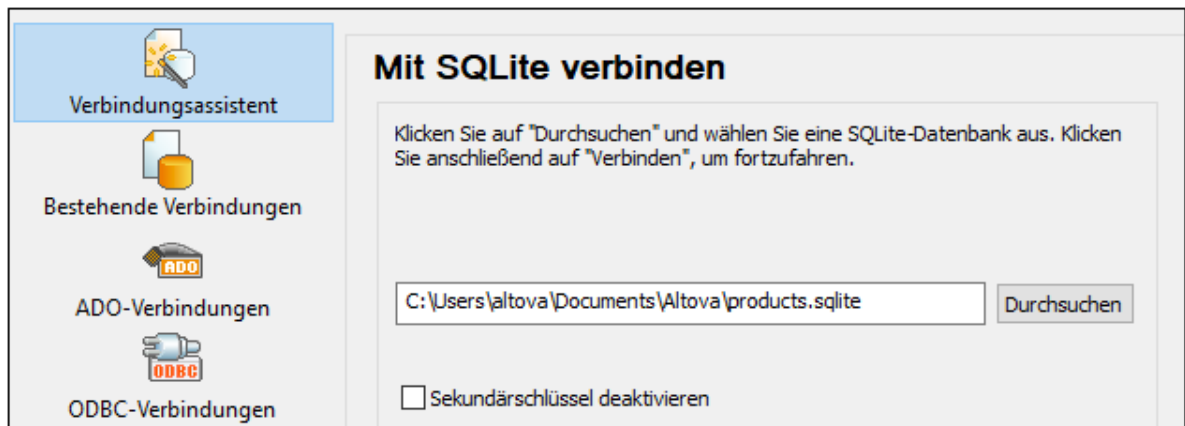 Verbindungsassistent
Bestehende Verbindungen
ADO
ADO-Verbindungen
ODBC
ODBC-Verbindungen
Mit SQLite verbinden
Klicken Sie auf "Durchsuchen" und wählen Sie eine SQLite-Datenbank aus. Klicken
Sie anschließend auf "Verbinden", um fortzufahren.
C:\Users\altova\Documents\Altova\products.sqlite
Durchsuchen
Sekundärschlüssel deaktivieren